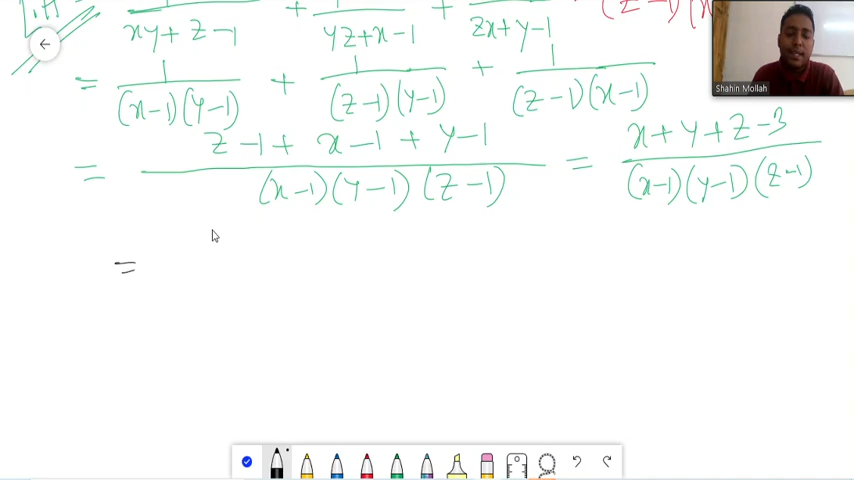 1/(xy+z-1) + 1/(yz+x-1) + 1/(zx+y-1)
= 1/((x-1)(y-1)) + 1/((z-1)(y-1)) + 1/((z-1)(x-1))
= (z-1+x-1+y-1)/((x-1)(y-1)(z-1)) = (x+y+z-3)/((x-1)(y-1)(z-1))
=
Shahin Mollah